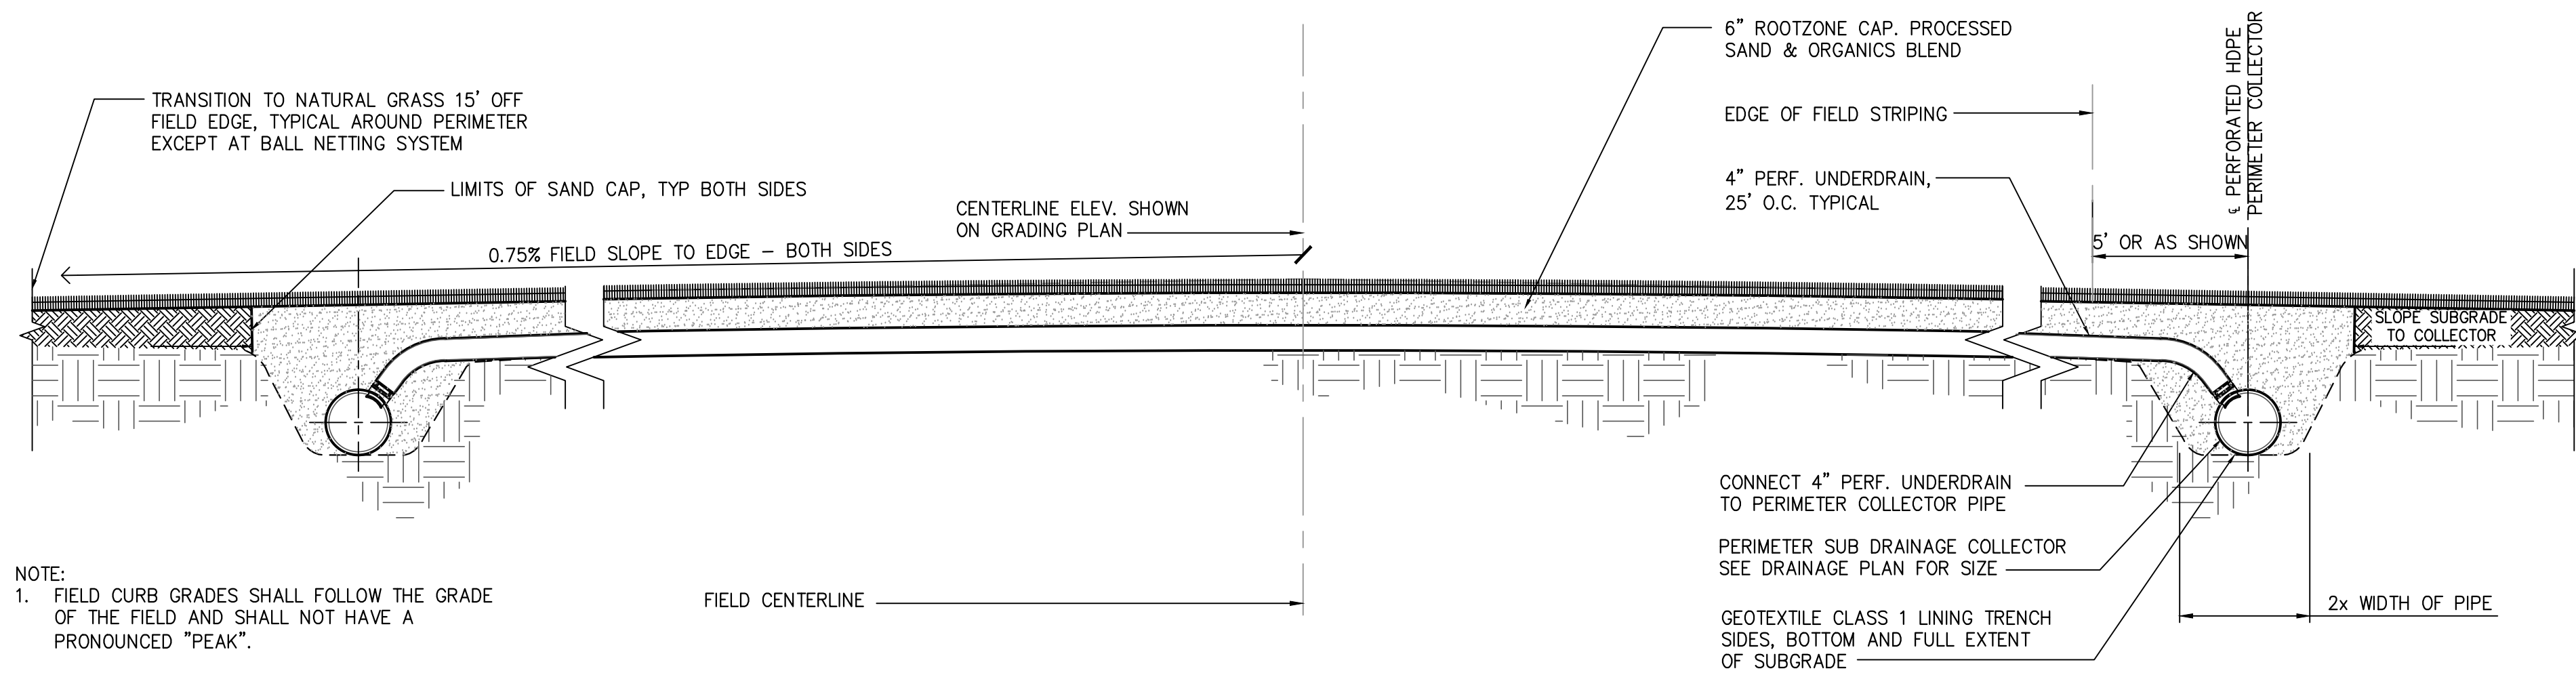 TRANSITION TO NATURAL GRASS 15' OFF
FIELD EDGE, TYPICAL AROUND PERIMETER
EXCEPT AT BALL NETTING SYSTEM
LIMITS OF SAND CAP, TYP BOTH SIDES
0.75% FIELD SLOPE TO EDGE – BOTH SIDES
CENTERLINE ELEV. SHOWN
ON GRADING PLAN
6" ROOTZONE CAP. PROCESSED
SAND & ORGANICS BLEND
EDGE OF FIELD STRIPING
4" PERF. UNDERDRAIN,
25' O.C. TYPICAL
℄ PERFORATED HDPE
PERIMETER COLLECTOR
5' OR AS SHOWN
SLOPE SUBGRADE
TO COLLECTOR
CONNECT 4" PERF. UNDERDRAIN
TO PERIMETER COLLECTOR PIPE
PERIMETER SUB DRAINAGE COLLECTOR
SEE DRAINAGE PLAN FOR SIZE
GEOTEXTILE CLASS 1 LINING TRENCH
SIDES, BOTTOM AND FULL EXTENT
OF SUBGRADE
2x WIDTH OF PIPE
FIELD CENTERLINE
NOTE:
1. FIELD CURB GRADES SHALL FOLLOW THE GRADE
OF THE FIELD AND SHALL NOT HAVE A
PRONOUNCED "PEAK".